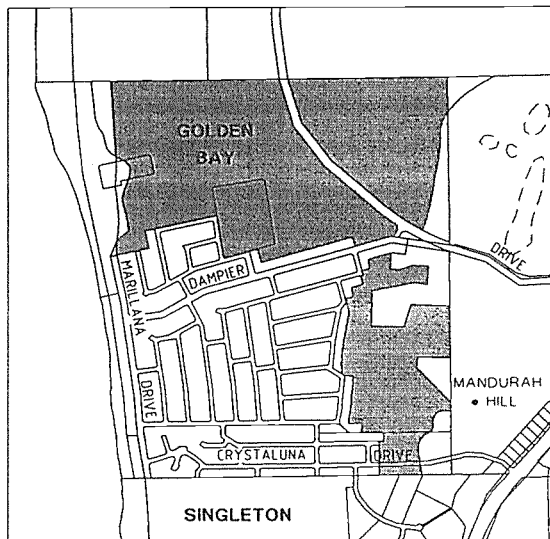 GOLDEN
BAY
C
DRIVE
DAMPIER
MARILLANA
DRIVE
MANDURAH
HILL
CRYSTALUNA
DRIVE
SINGLETON